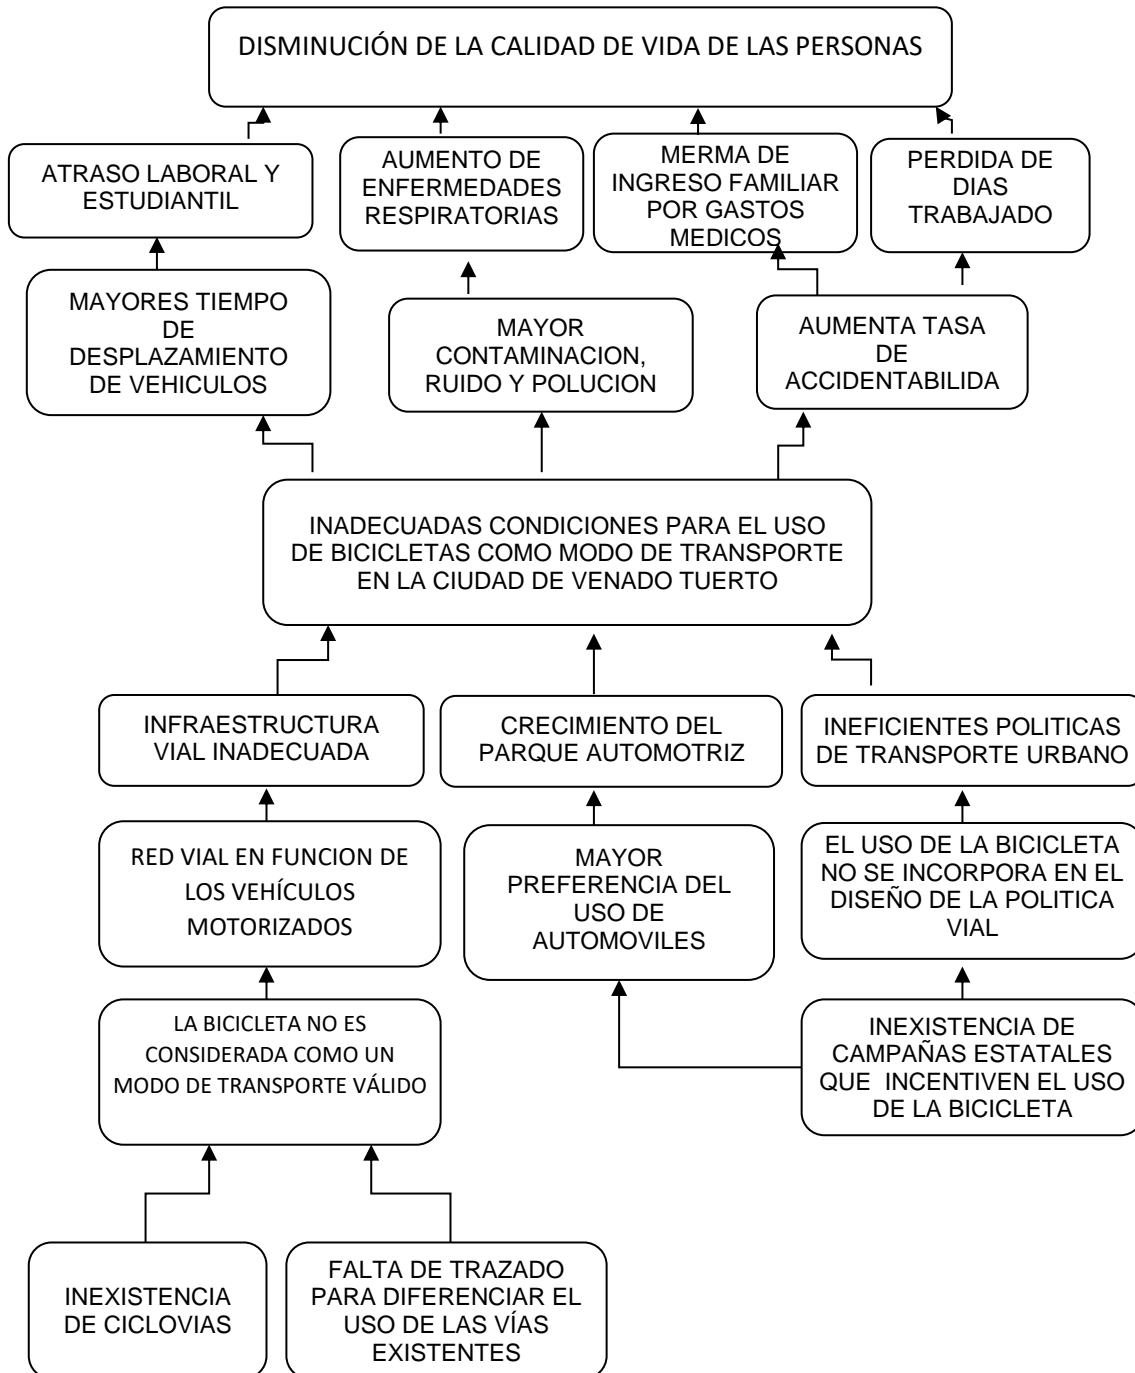 DISMINUCIÓN DE LA CALIDAD DE VIDA DE LAS PERSONAS
ATRASO LABORAL Y
ESTUDIANTIL
AUMENTO DE
ENFERMEDADES
RESPIRATORIAS
MERMA DE
INGRESO FAMILIAR
POR GASTOS
MEDICOS
PERDIDA DE
DIAS
TRABAJADO
MAYORES TIEMPO
DE
DESPLAZAMIENTO
DE VEHICULOS
MAYOR
CONTAMINACION,
RUIDO Y POLUCION
AUMENTA TASA
DE
ACCIDENTABILIDA
INADECUADAS CONDICIONES PARA EL USO
DE BICICLETAS COMO MODO DE TRANSPORTE
EN LA CIUDAD DE VENADO TUERTO
INFRAESTRUCTURA
VIAL INADECUADA
CRECIMIENTO DEL
PARQUE AUTOMOTRIZ
INEFICIENTES POLITICAS
DE TRANSPORTE URBANO
RED VIAL EN FUNCION DE
LOS VEHÍCULOS
MOTORIZADOS
MAYOR
PREFERENCIA DEL
USO DE
AUTOMOVILES
EL USO DE LA BICICLETA
NO SE INCORPORA EN EL
DISEÑO DE LA POLITICA
VIAL
LA BICICLETA NO ES
CONSIDERADA COMO UN
MODO DE TRANSPORTE VÁLIDO
INEXISTENCIA DE
CAMPAÑAS ESTATALES
QUE INCENTIVEN EL USO
DE LA BICICLETA
INEXISTENCIA
DE CICLOVIAS
FALTA DE TRAZADO
PARA DIFERENCIAR EL
USO DE LAS VÍAS
EXISTENTES